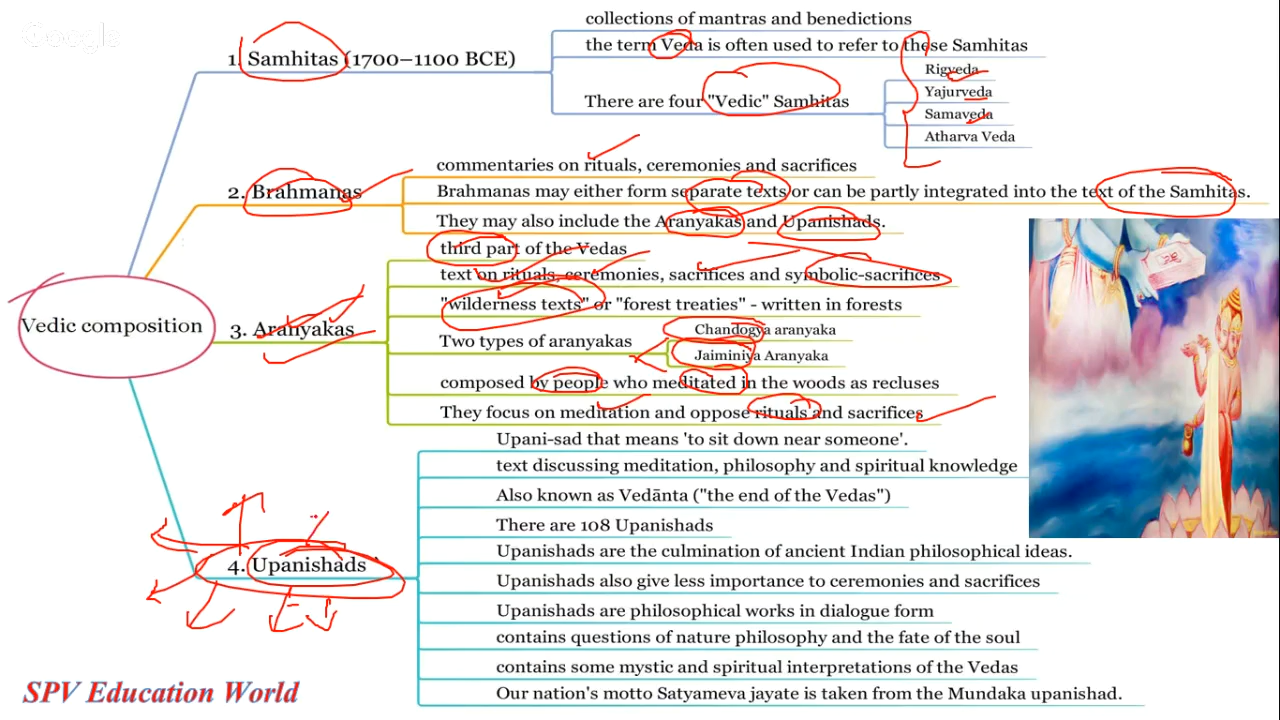 Google
1. Samhitas (1700–1100 BCE)
collections of mantras and benedictions
the term Veda is often used to refer to these Samhitas
There are four "Vedic" Samhitas
Rigveda
Yajurveda
Samaveda
Atharva Veda
2. Brahmanas
commentaries on rituals, ceremonies and sacrifices
Brahmanas may either form separate texts or can be partly integrated into the text of the Samhitas.
They may also include the Aranyakas and Upanishads.
Vedic composition
3. Aranyakas
third part of the Vedas
text on rituals, ceremonies, sacrifices and symbolic-sacrifices
"wilderness texts" or "forest treaties" - written in forests
Two types of aranyakas
Chandogya aranyaka
Jaiminiya Aranyaka
composed by people who meditated in the woods as recluses
They focus on meditation and oppose rituals and sacrifices
4. Upanishads
Upani-sad that means 'to sit down near someone'.
text discussing meditation, philosophy and spiritual knowledge
Also known as Vedānta ("the end of the Vedas")
There are 108 Upanishads
Upanishads are the culmination of ancient Indian philosophical ideas.
Upanishads also give less importance to ceremonies and sacrifices
Upanishads are philosophical works in dialogue form
contains questions of nature philosophy and the fate of the soul
contains some mystic and spiritual interpretations of the Vedas
Our nation's motto Satyameva jayate is taken from the Mundaka upanishad.
SPV Education World